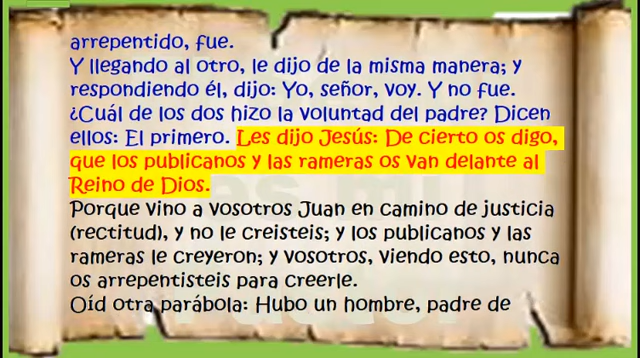 arrepentido, fue.
Y llegando al otro, le dijo de la misma manera; y
respondiendo él, dijo: Yo, señor, voy. Y no fue.
¿Cuál de los dos hizo la voluntad del padre? Dicen
ellos: El primero. Les dijo Jesús: De cierto os digo,
que los publicanos y las rameras os van delante al
Reino de Dios.
Porque vino a vosotros Juan en camino de justicia
(rectitud), y no le creisteis; y los publicanos y las
rameras le creyeron; y vosotros, viendo esto, nunca
os arrepentisteis para creerle.
Oíd otra parábola: Hubo un hombre, padre de